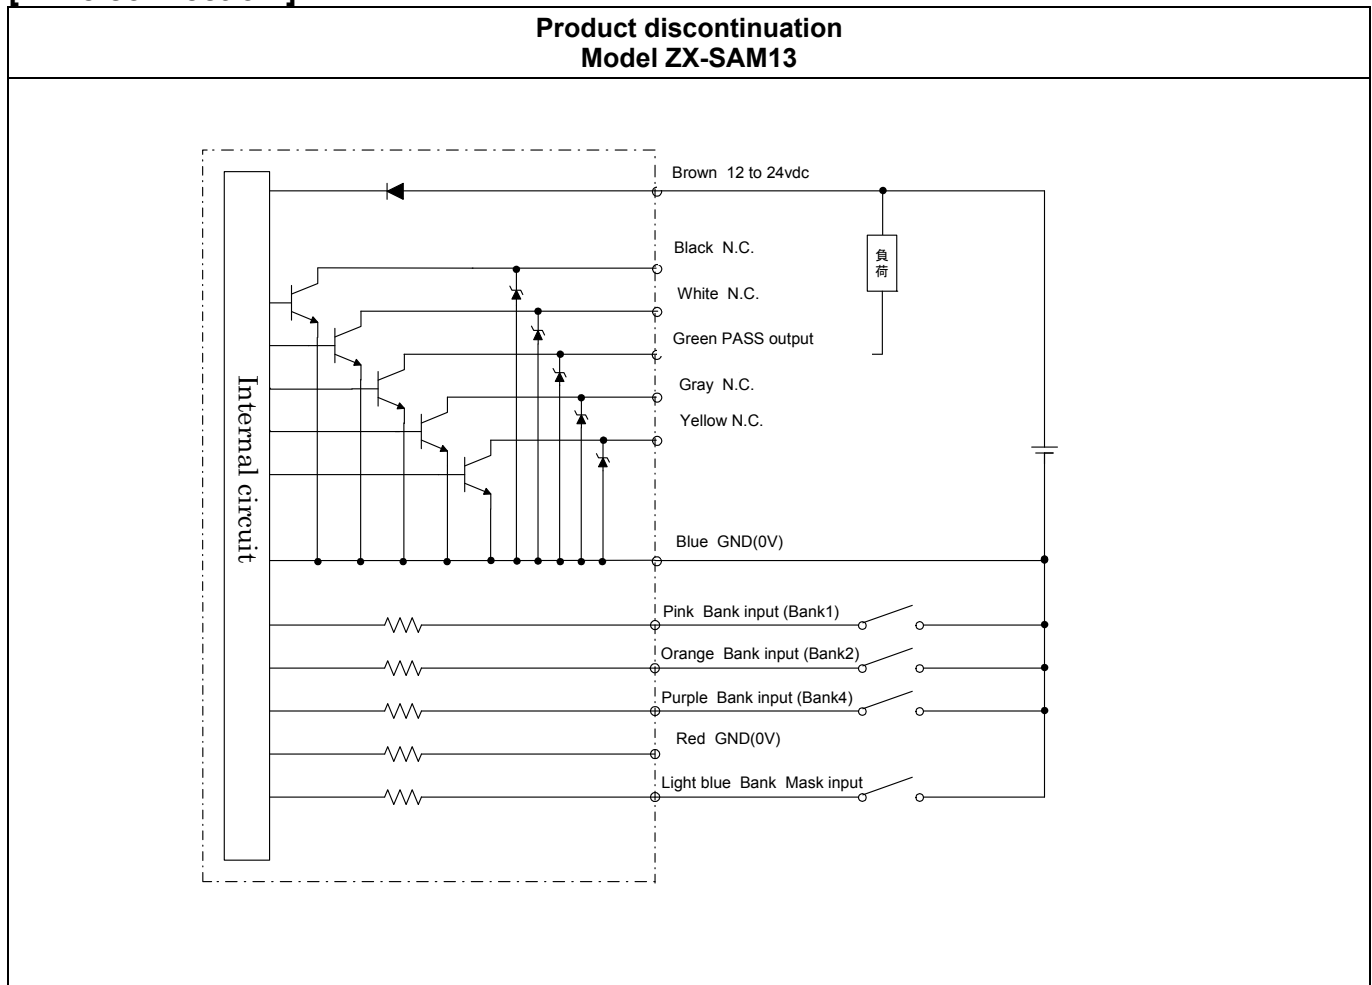 Product discontinuation
Model ZX-SAM13
Brown 12 to 24vdc
Black N.C.
負
荷
White N.C.
Green PASS output
Gray N.C.
Yellow N.C.
Internal circuit
Blue GND(0V)
Pink Bank input (Bank1)
Orange Bank input (Bank2)
Purple Bank input (Bank4)
Red GND(0V)
Light blue Bank Mask input